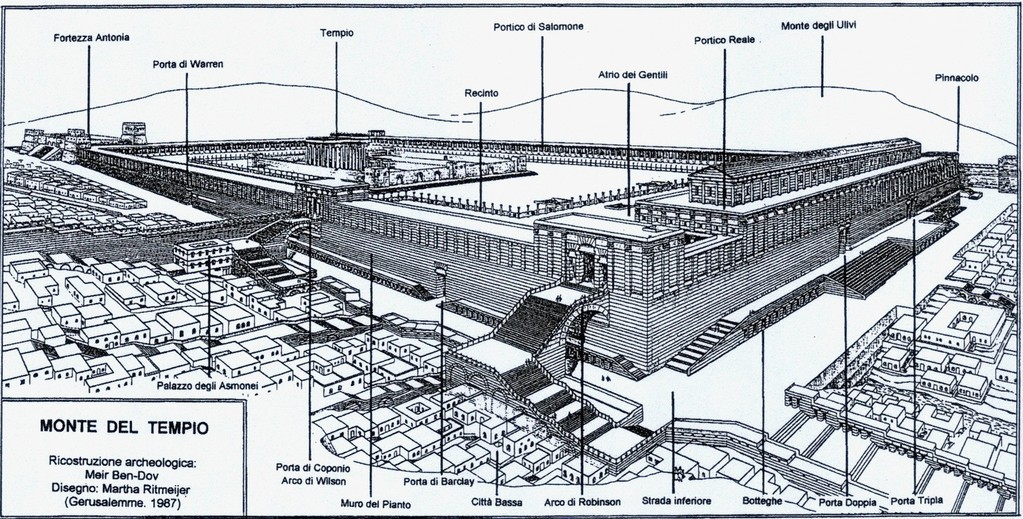 Fortezza Antonia
Porta di Warren
Tempio
Recinto
Portico di Salomone
Atrio dei Gentili
Portico Reale
Monte degli Ulivi
Pinnacolo
Palazzo degli Asmonei
MONTE DEL TEMPIO
Ricostruzione archeologica:
Meir Ben-Dov
Disegno: Martha Ritmeijer
(Gerusalemme. 1987)
Porta di Coponio
Arco di Wilson
Muro del Pianto
Porta di Barclay
Città Bassa
Arco di Robinson
Strada inferiore
Botteghe
Porta Doppia
Porta Tripla